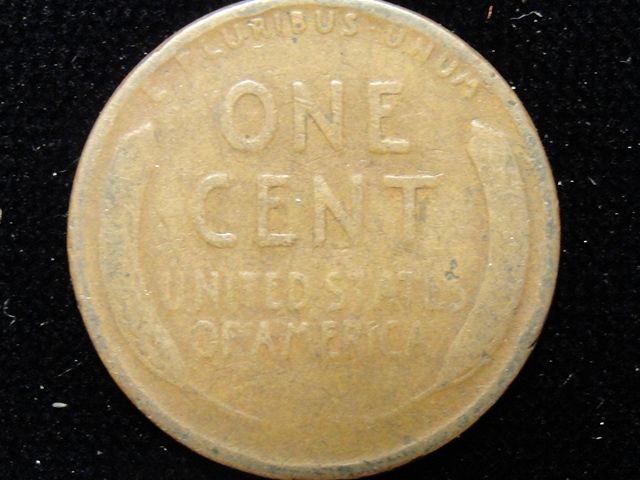 E PLURIBUS·UNUM
ONE
CENT
UNITED STATES
OF AMERICA